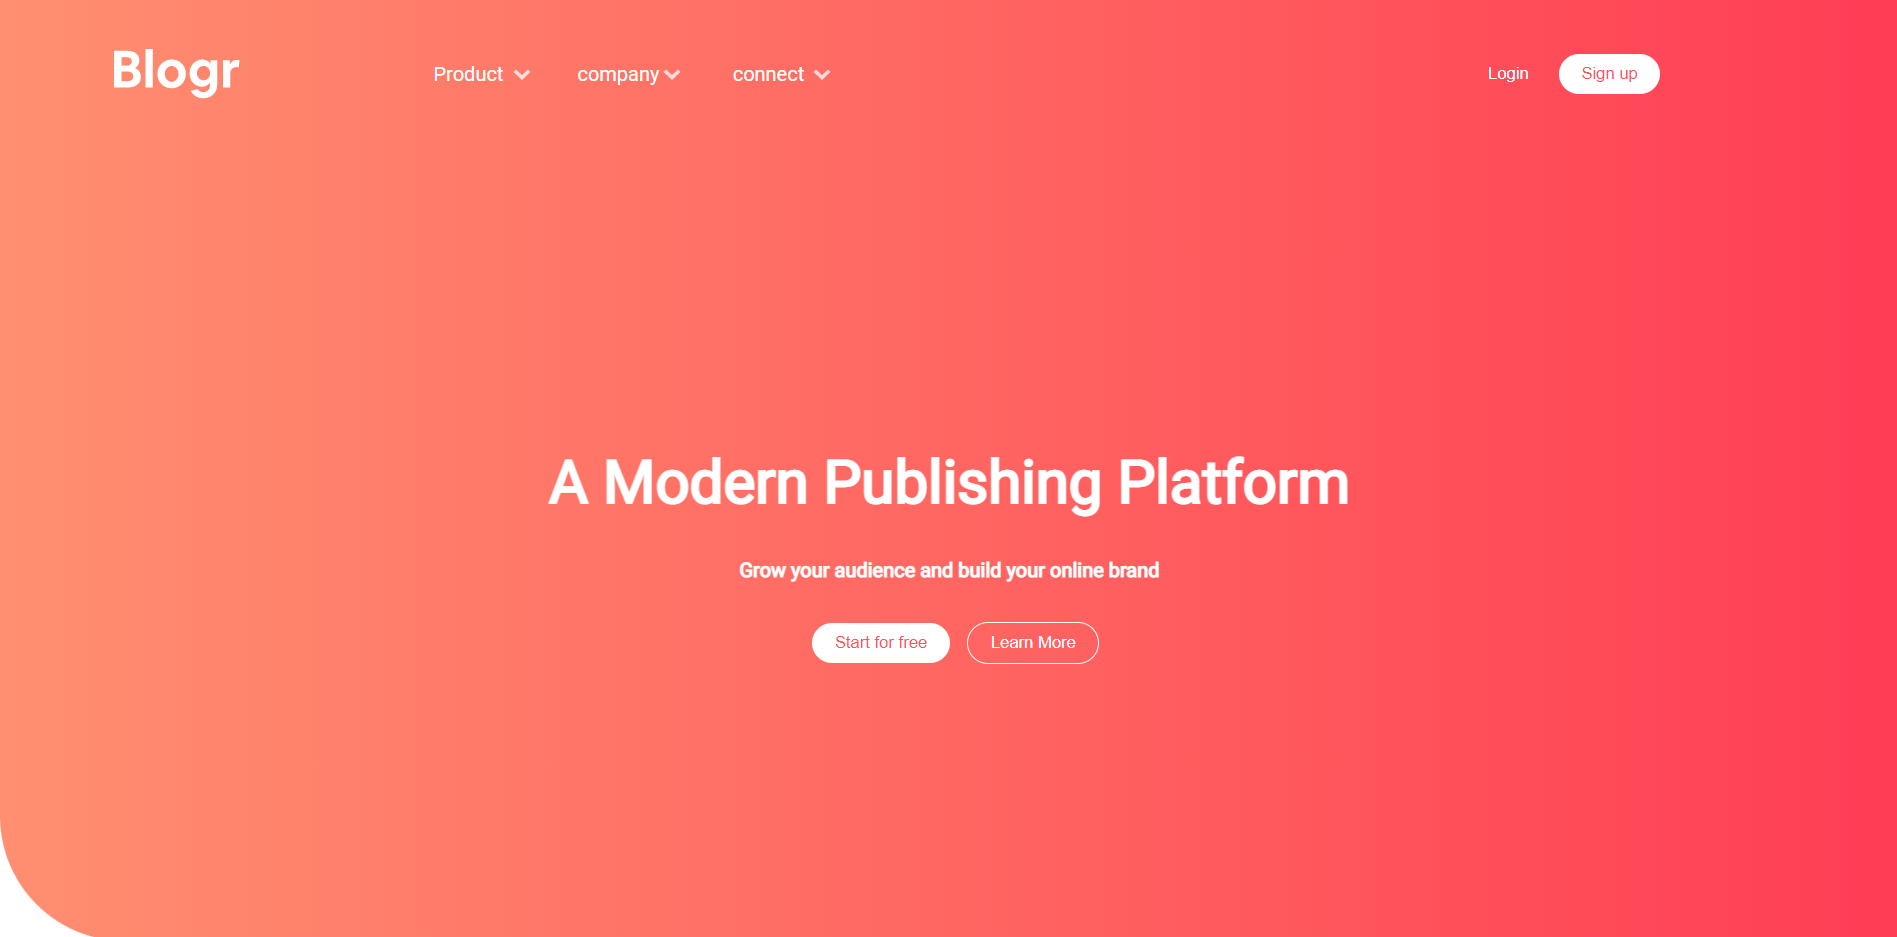 Blogr Product company connect Login Sign up
A Modern Publishing Platform
Grow your audience and build your online brand
Start for free Learn More